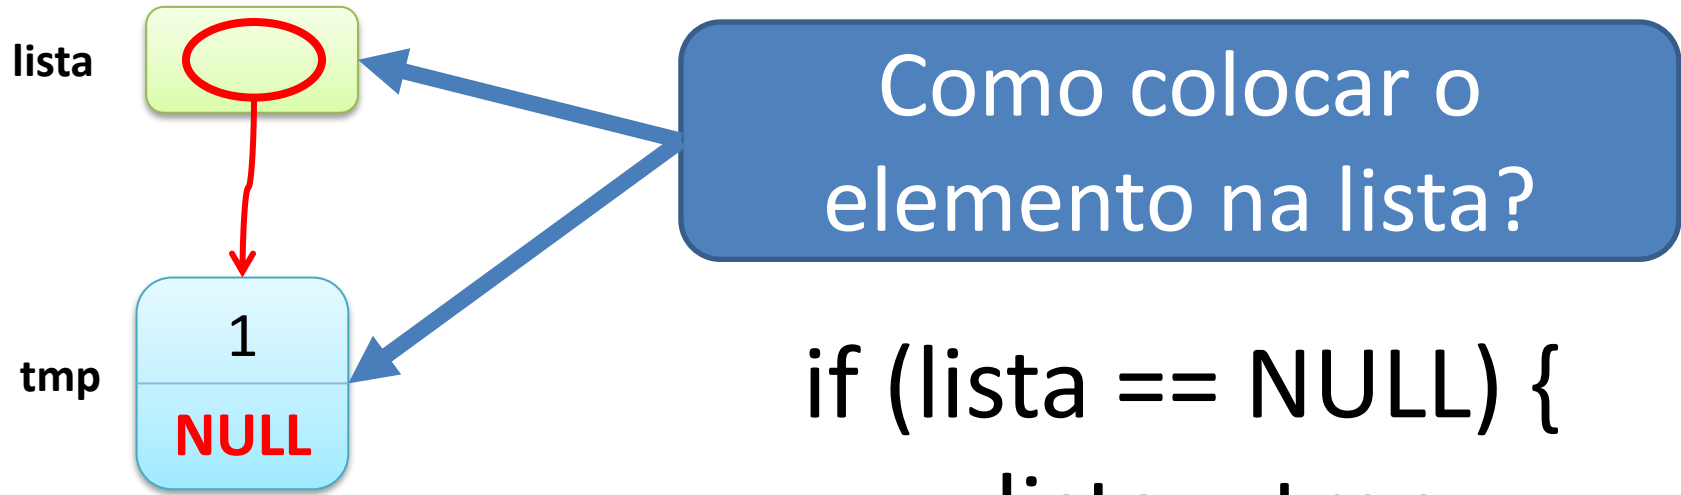 lista
Como colocar o
elemento na lista?
1
tmp
NULL
if (lista == NULL) {